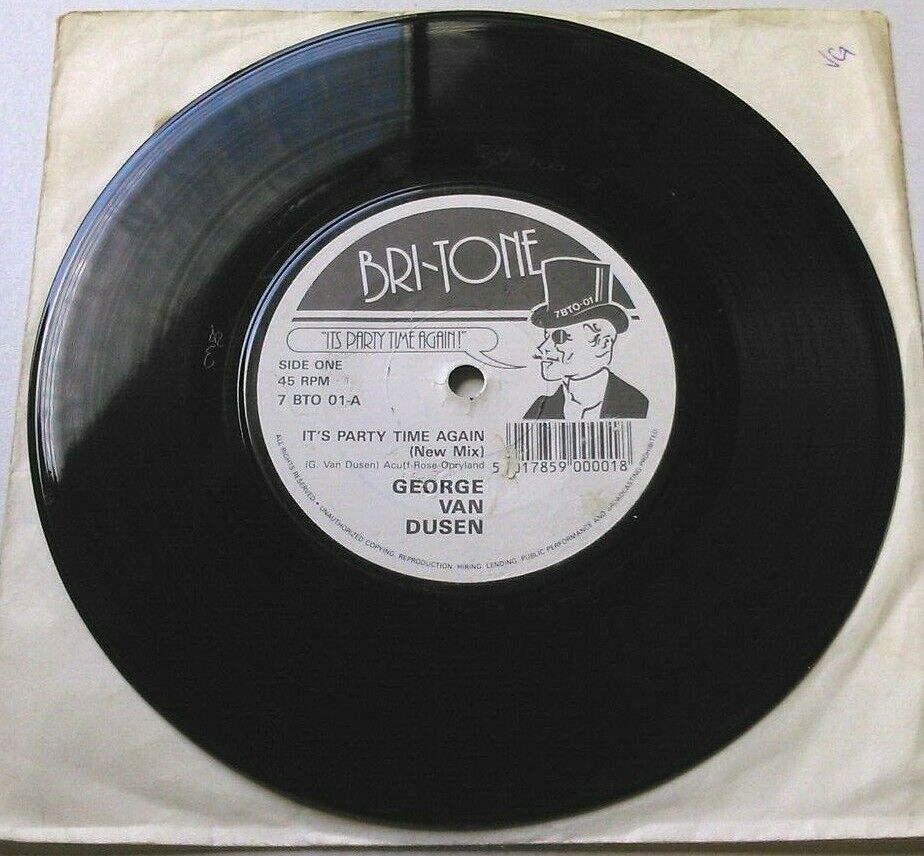 VG
BRI-TONE
7BTO-01
"ITS PARTY TIME AGAIN!"
SIDE ONE
45 RPM
7 BTO 01-A
IT'S PARTY TIME AGAIN
(New Mix)
(G. Van Dusen) Acuff-Rose-Opryland
5 017859 000018
GEORGE
VAN
DUSEN
ALL RIGHTS RESERVED • UNAUTHORIZED COPYING, REPRODUCTION, HIRING, LENDING, PUBLIC PERFORMANCE AND BROADCASTING PROHIBITED